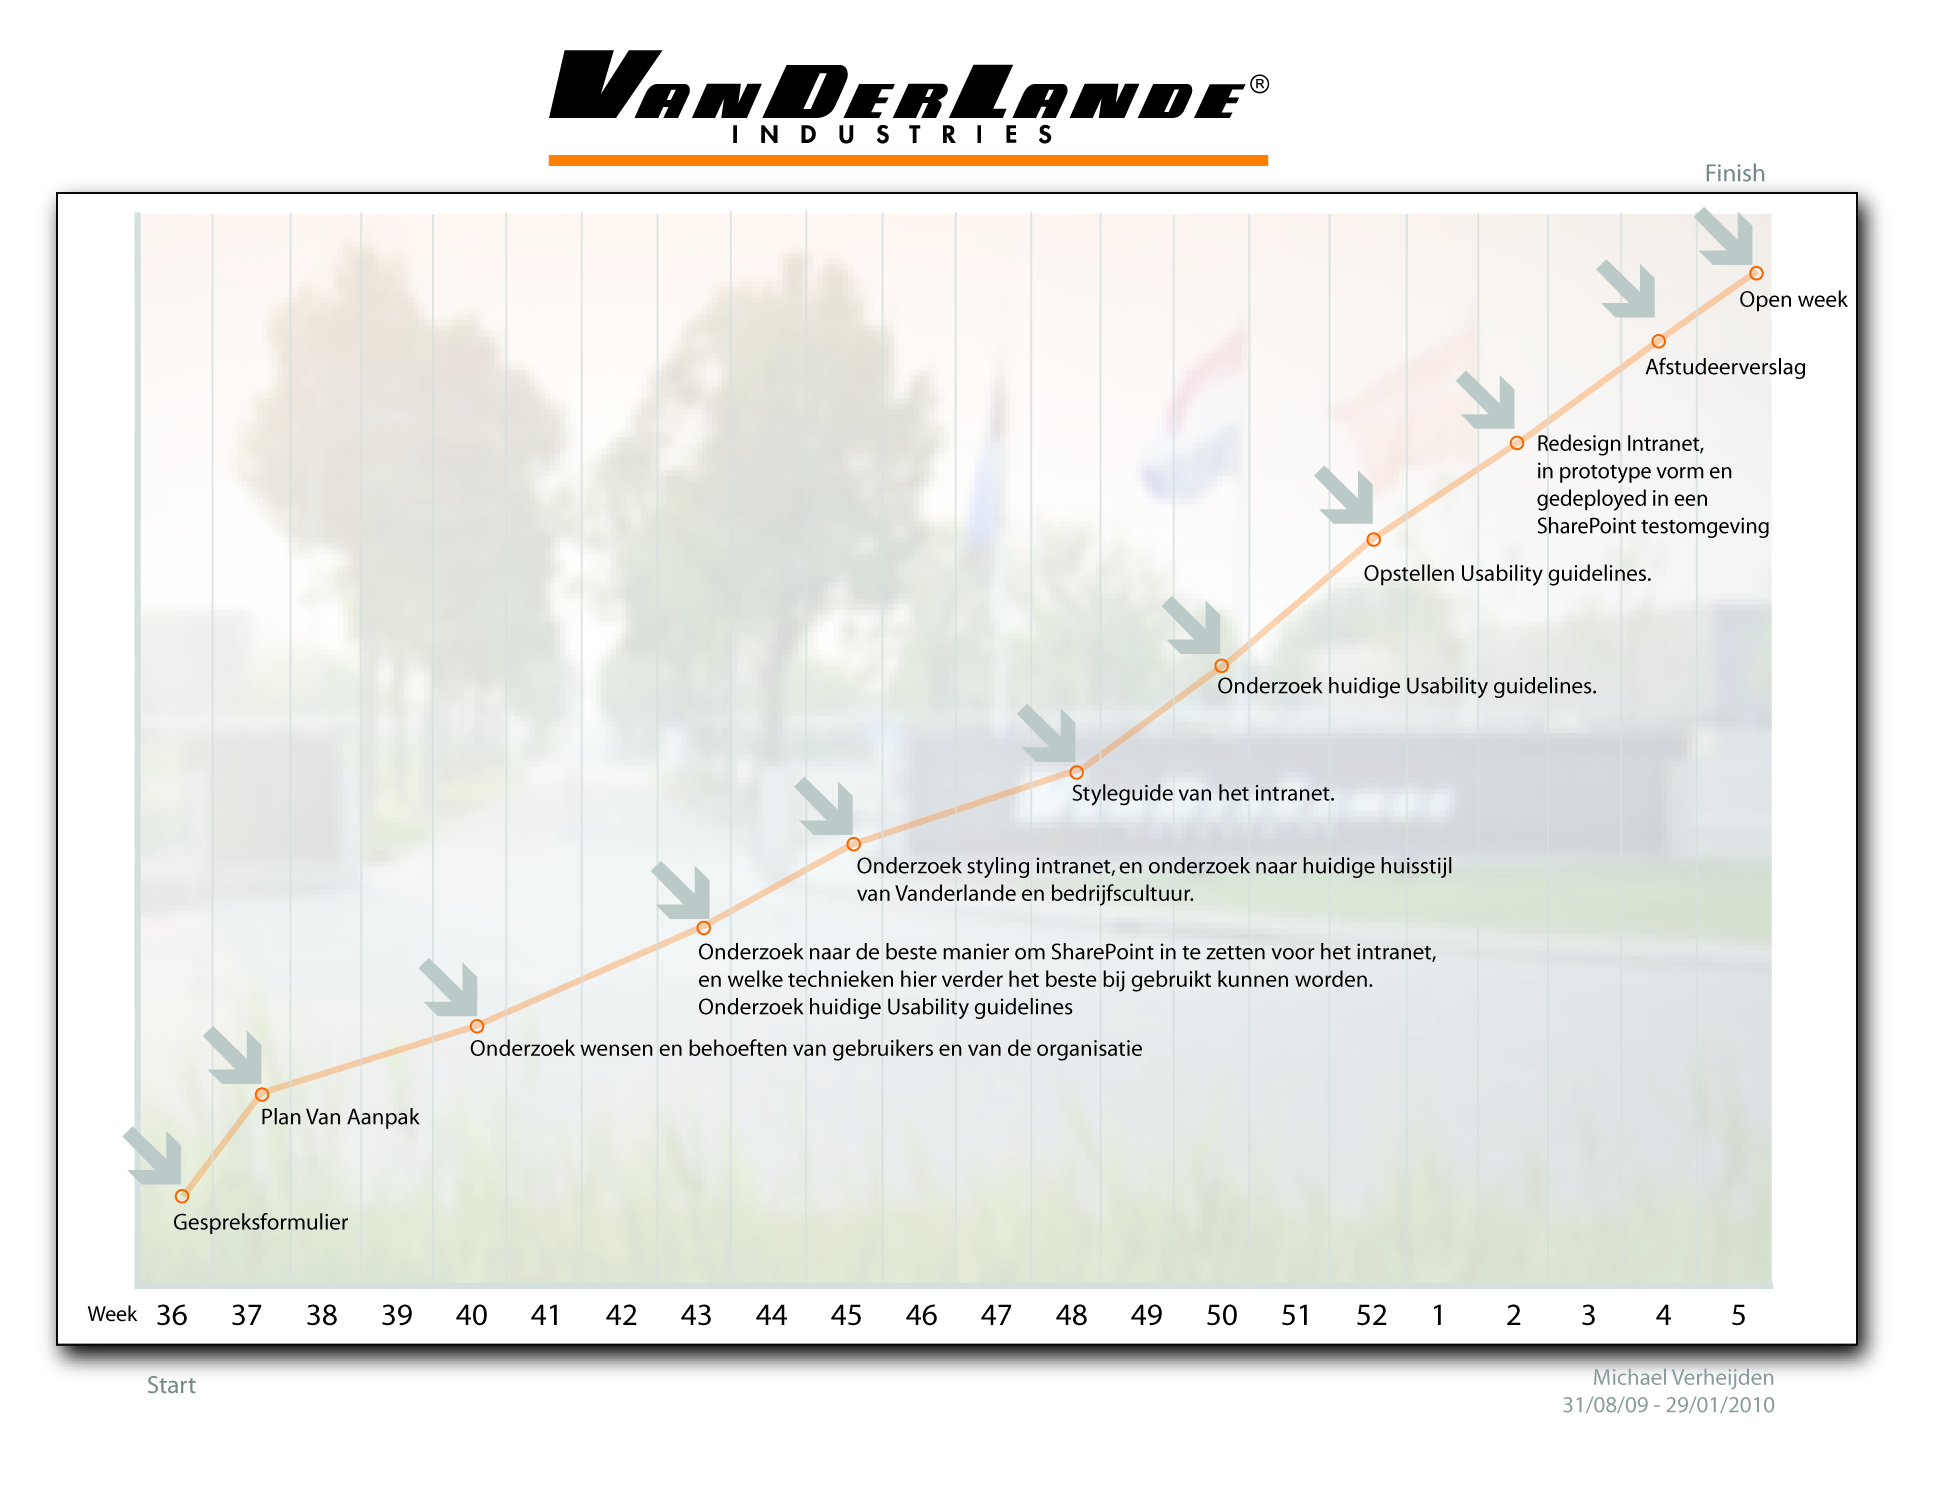 VANDERLANDE®
INDUSTRIES
Finish
Open week
Afstudeerverslag
Redesign Intranet,
in prototype vorm en
gedeployed in een
SharePoint testomgeving
Opstellen Usability guidelines.
Onderzoek huidige Usability guidelines.
Styleguide van het intranet.
Onderzoek styling intranet, en onderzoek naar huidige huisstijl
van Vanderlande en bedrijfscultuur.
Onderzoek naar de beste manier om SharePoint in te zetten voor het intranet,
en welke technieken hier verder het beste bij gebruikt kunnen worden.
Onderzoek huidige Usability guidelines
Onderzoek wensen en behoeften van gebruikers en van de organisatie
Plan Van Aanpak
Gespreksformulier
Week 36 37 38 39 40 41 42 43 44 45 46 47 48 49 50 51 52 1 2 3 4 5
Start
Michael Verheijden
31/08/09 - 29/01/2010